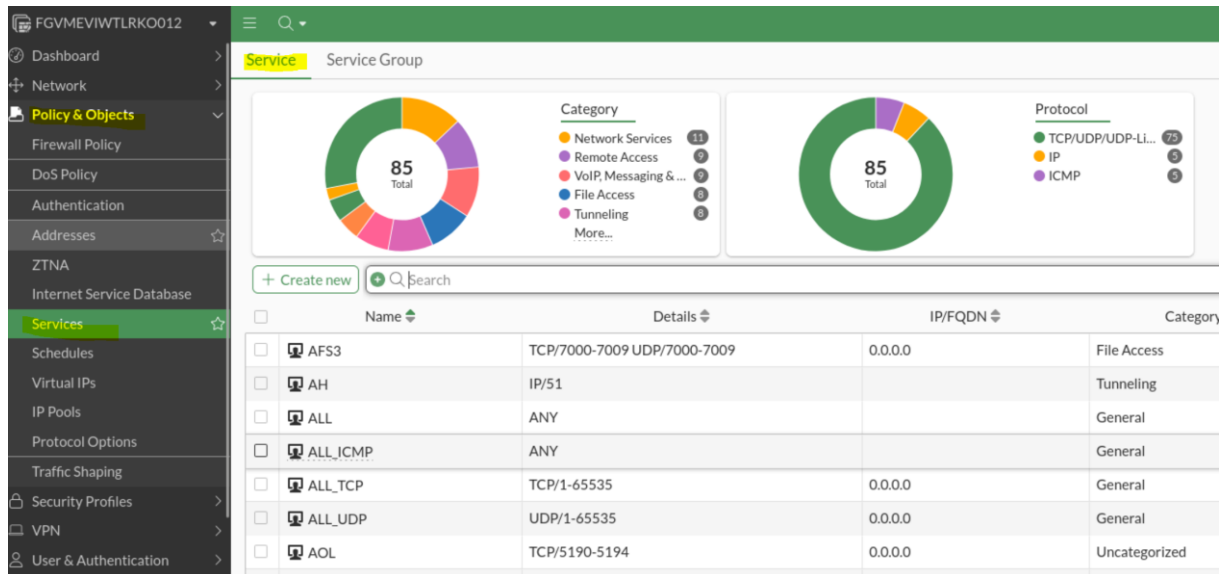 FGVMEVIWTLRKO012
Dashboard
Network
Policy & Objects
Firewall Policy
DoS Policy
Authentication
Addresses
ZTNA
Internet Service Database
Services
Schedules
Virtual IPs
IP Pools
Protocol Options
Traffic Shaping
Security Profiles
VPN
User & Authentication
Service Service Group
85
Total
Category
Network Services 11
Remote Access 9
VoIP, Messaging & ... 9
File Access 8
Tunneling 8
More...
85
Total
Protocol
TCP/UDP/UDP-Li... 75
IP 5
ICMP 5
+ Create new Search
Name Details IP/FQDN Category
AFS3 TCP/7000-7009 UDP/7000-7009 0.0.0.0 File Access
AH IP/51 Tunneling
ALL ANY General
ALL_ICMP ANY General
ALL_TCP TCP/1-65535 0.0.0.0 General
ALL_UDP UDP/1-65535 0.0.0.0 General
AOL TCP/5190-5194 0.0.0.0 Uncategorized